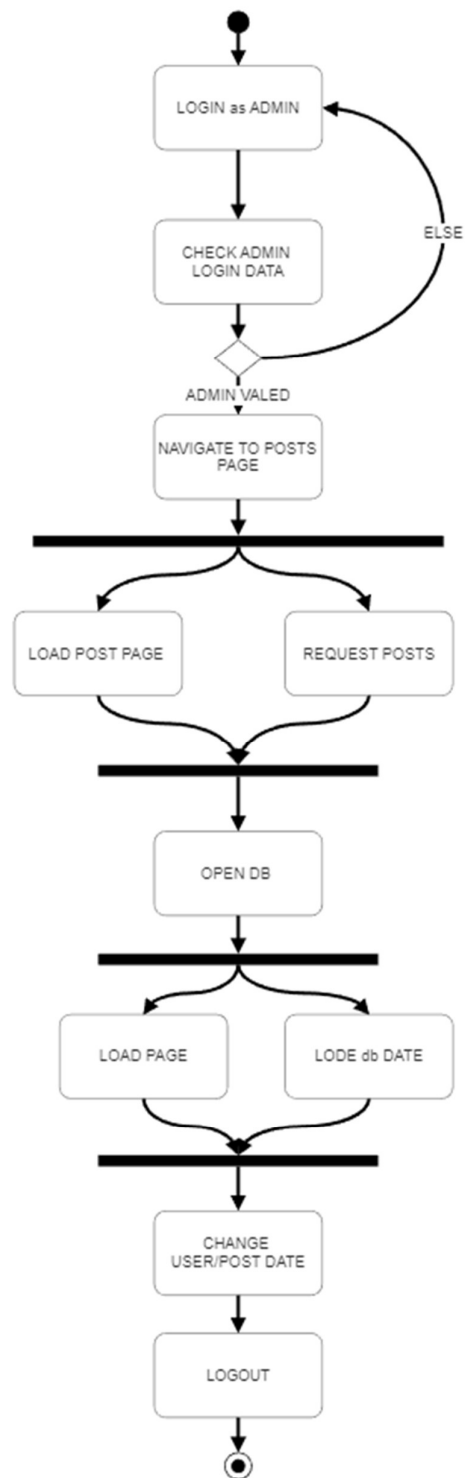 LOGIN as ADMIN
ELSE
CHECK ADMIN
LOGIN DATA
ADMIN VALED
NAVIGATE TO POSTS
PAGE
LOAD POST PAGE
REQUEST POSTS
OPEN DB
LOAD PAGE
LODE db DATE
CHANGE
USER/POST DATE
LOGOUT